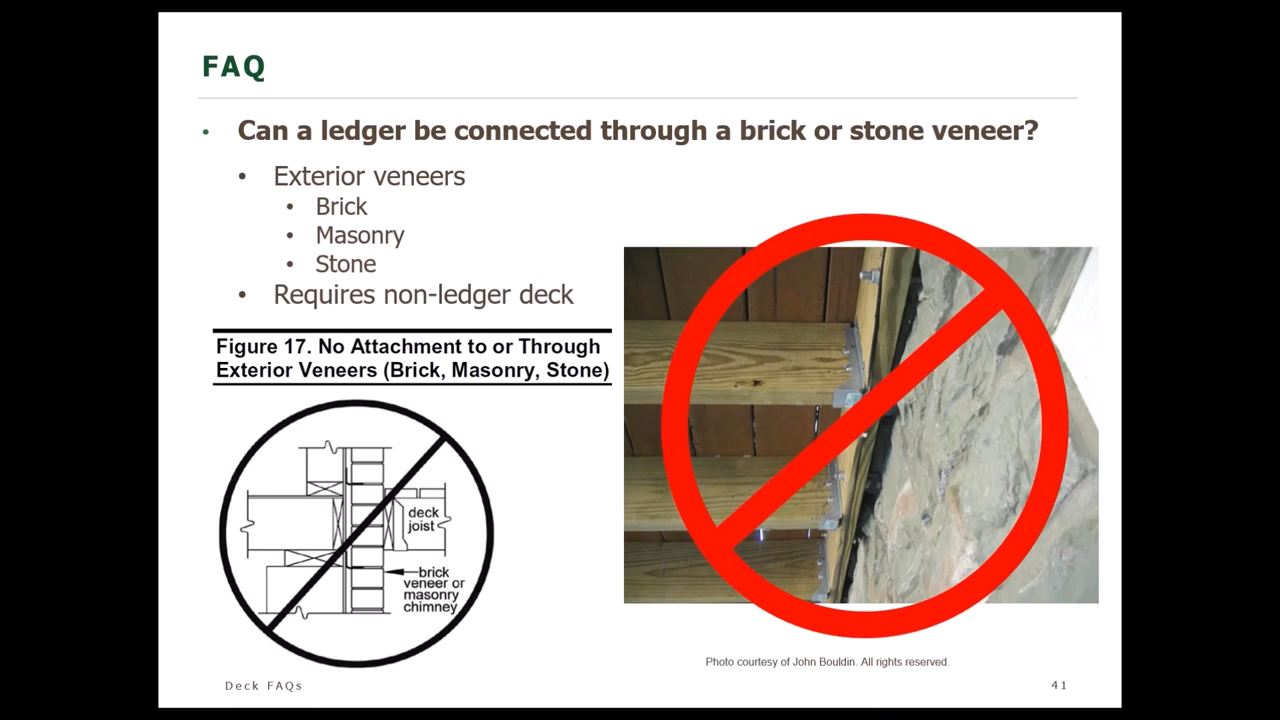 FAQ
• Can a ledger be connected through a brick or stone veneer?
• Exterior veneers
• Brick
• Masonry
• Stone
• Requires non-ledger deck
Figure 17. No Attachment to or Through
Exterior Veneers (Brick, Masonry, Stone)
deck
joist
brick
veneer or
masonry
chimney
Photo courtesy of John Bouldin. All rights reserved.
Deck FAQs
41